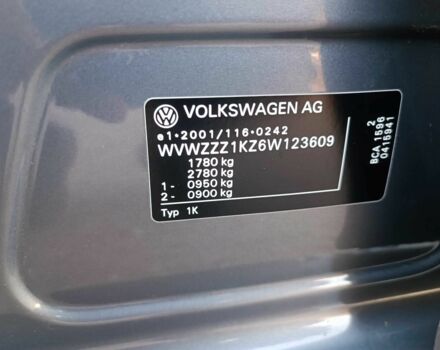 VOLKSWAGEN AG
e1*2001/116*0242
WVWZZZ1KZ6W123609
1780 kg
2780 kg
1- 0950 kg
2- 0900 kg
Typ 1K
2
BCA 1596
0415941